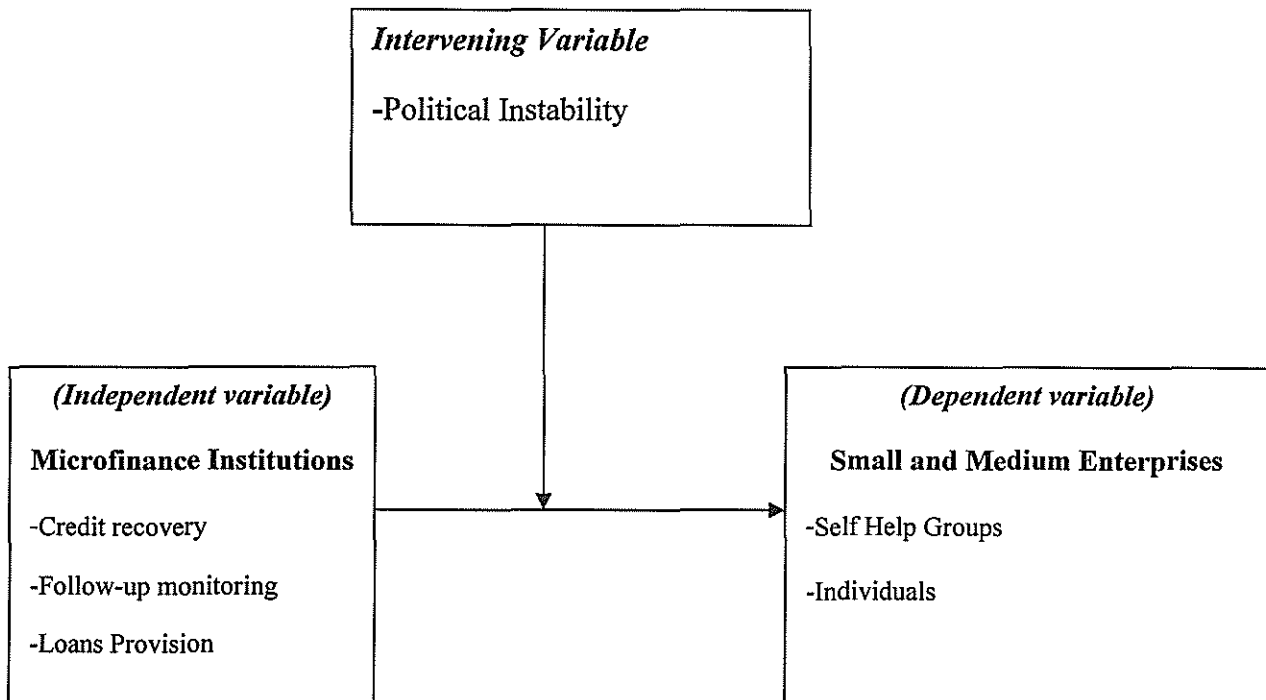 Intervening Variable
-Political Instability
(Independent variable)
Microfinance Institutions
-Credit recovery
-Follow-up monitoring
-Loans Provision
(Dependent variable)
Small and Medium Enterprises
-Self Help Groups
-Individuals